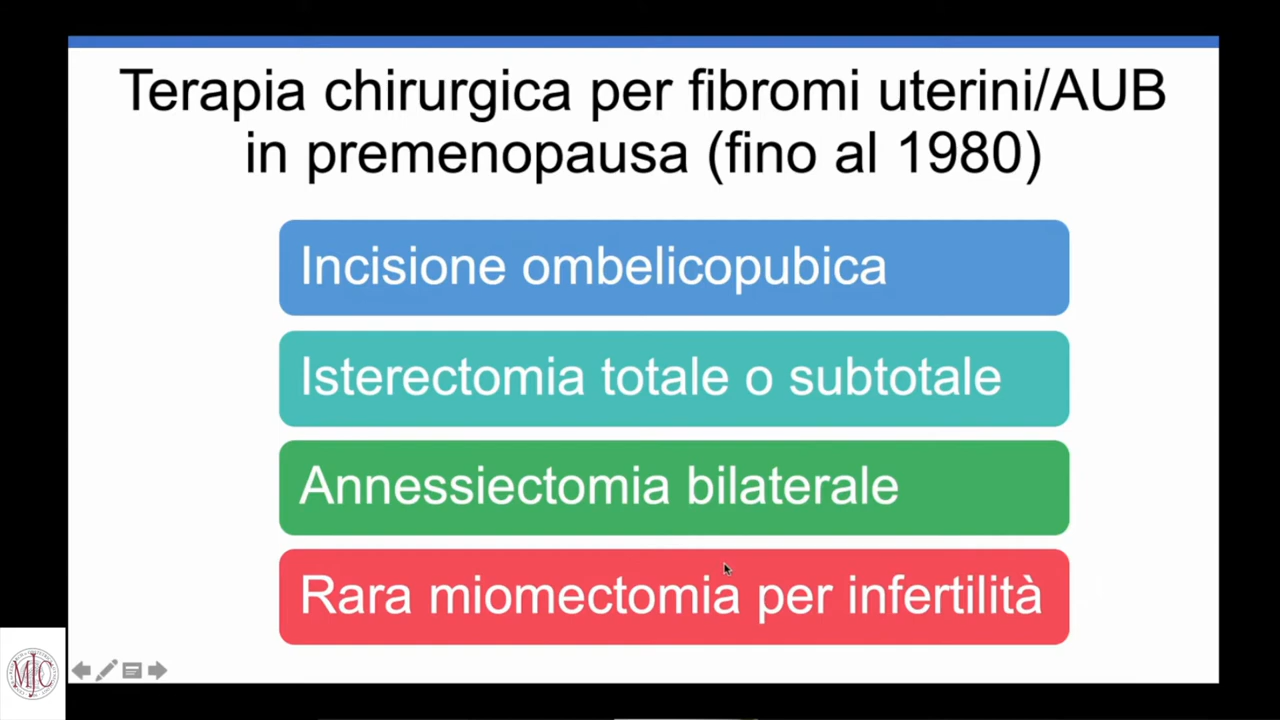 Terapia chirurgica per fibromi uterini/AUB
in premenopausa (fino al 1980)
Incisione ombelicopubica
Isterectomia totale o subtotale
Annessiectomia bilaterale
Rara miomectomia per infertilità
MJC